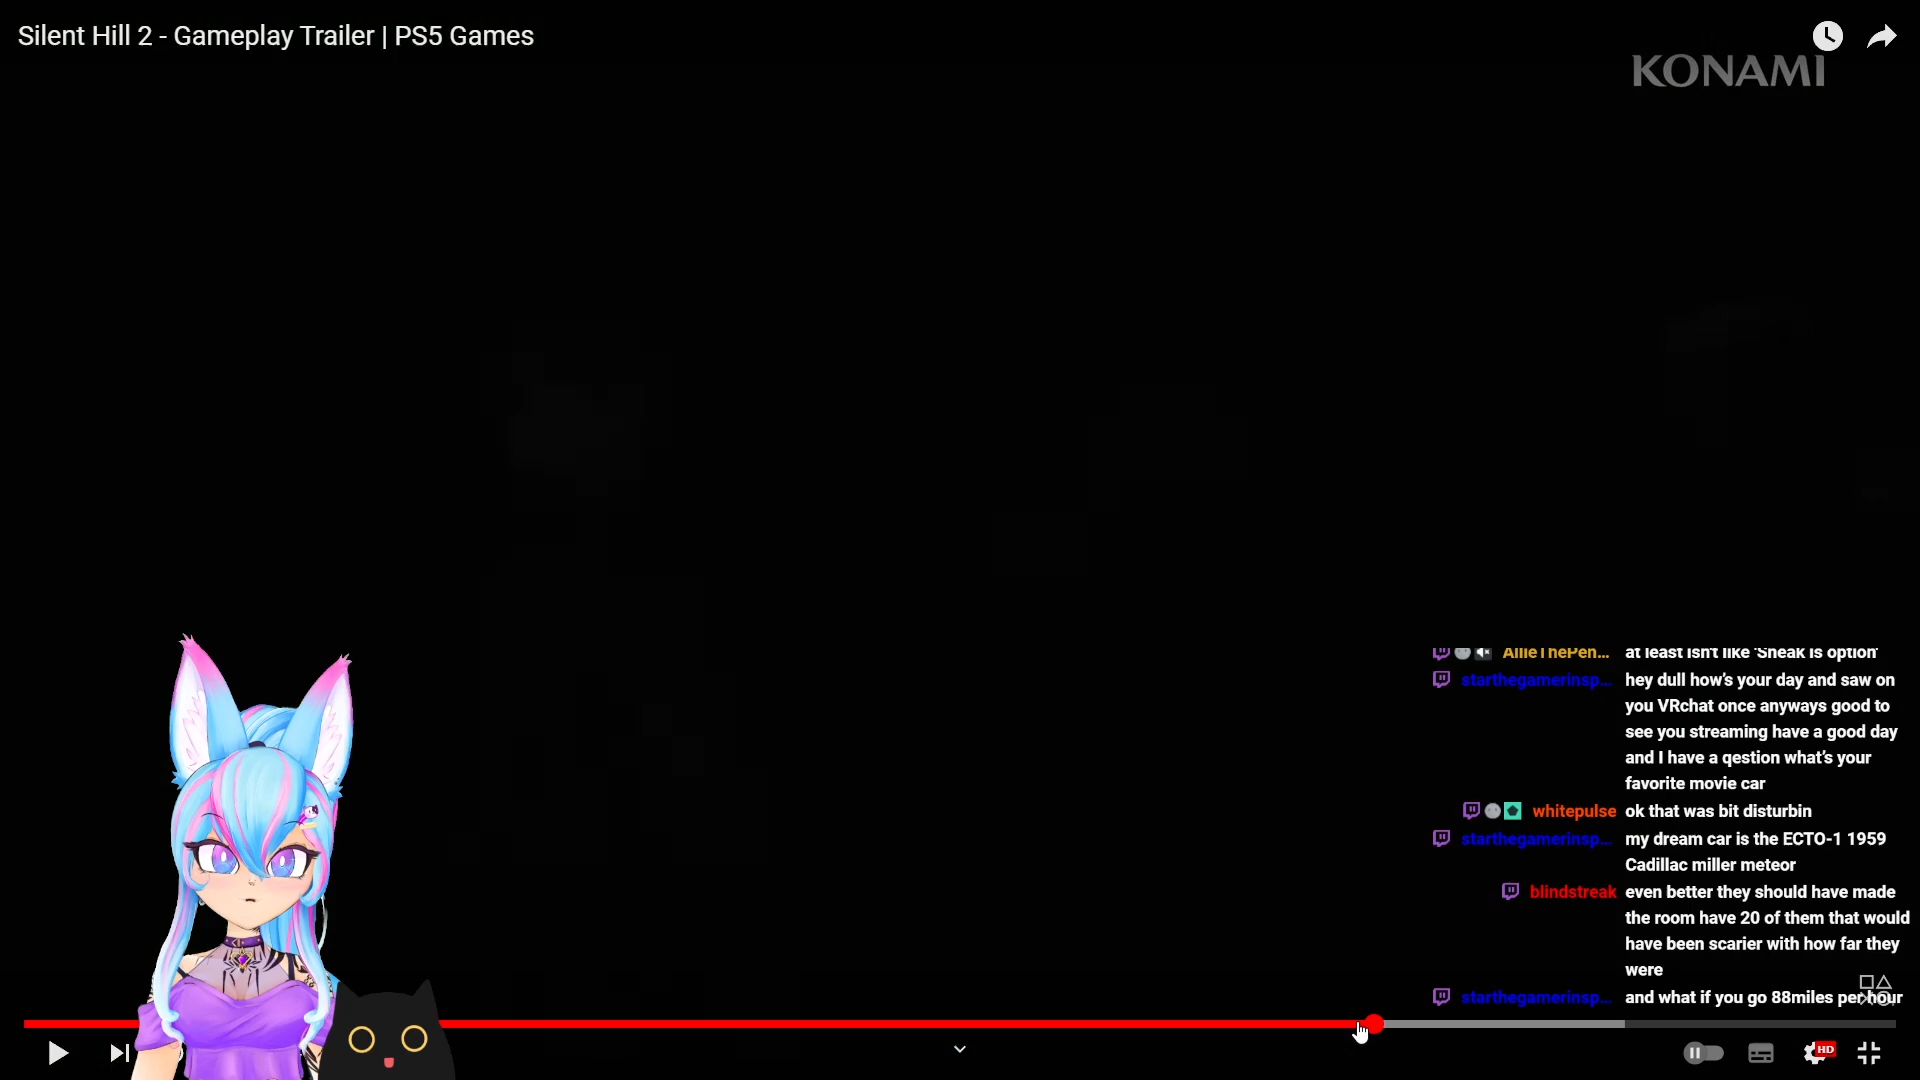 Silent Hill 2 - Gameplay Trailer | PS5 Games
KONAMI
AllieThePen... at least isn't like 'Sneak is option'
starthegamerinsp... hey dull how's your day and saw on
you VRchat once anyways good to
see you streaming have a good day
and I have a qestion what's your
favorite movie car
whitepulse ok that was bit disturbin
starthegamerinsp... my dream car is the ECTO-1 1959
Cadillac miller meteor
blindstreak even better they should have made
the room have 20 of them that would
have been scarier with how far they
were
starthegamerinsp... and what if you go 88miles per hour
HD